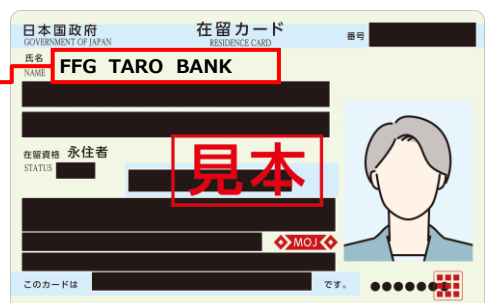 日本国政府 在留カード 番号
GOVERNMENT OF JAPAN RESIDENCE CARD
氏名
NAME
FFG TARO BANK
在留資格 永住者
STATUS
見本
MOJ
このカードは です。